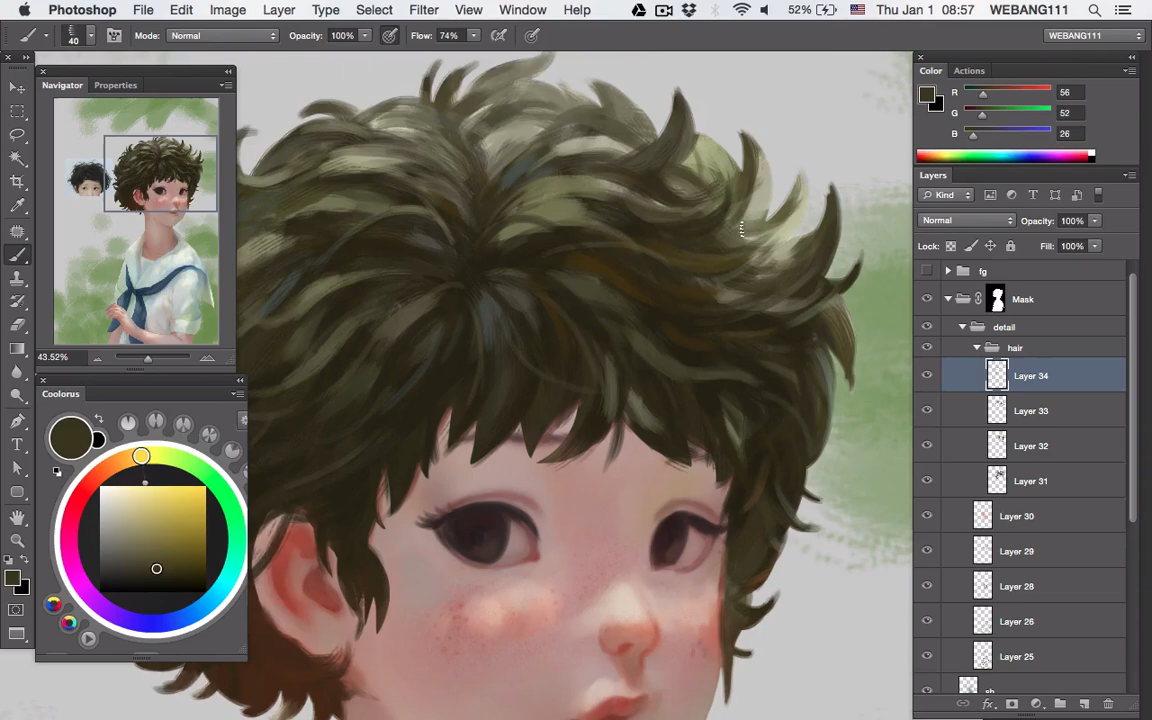 Photoshop File Edit Image Layer Type Select Filter View Window Help 52% Thu Jan 1 08:57 WEBANG111
40 Mode: Normal Opacity: 100% Flow: 74% WEBANG111
Navigator Properties
43.52%
Coolorus
Color Actions
R 56
G 52
B 26
Layers
Kind
Normal Opacity: 100%
Lock: Fill: 100%
fg
Mask
detail
hair
Layer 34
Layer 33
Layer 32
Layer 31
Layer 30
Layer 29
Layer 28
Layer 26
Layer 25
sh